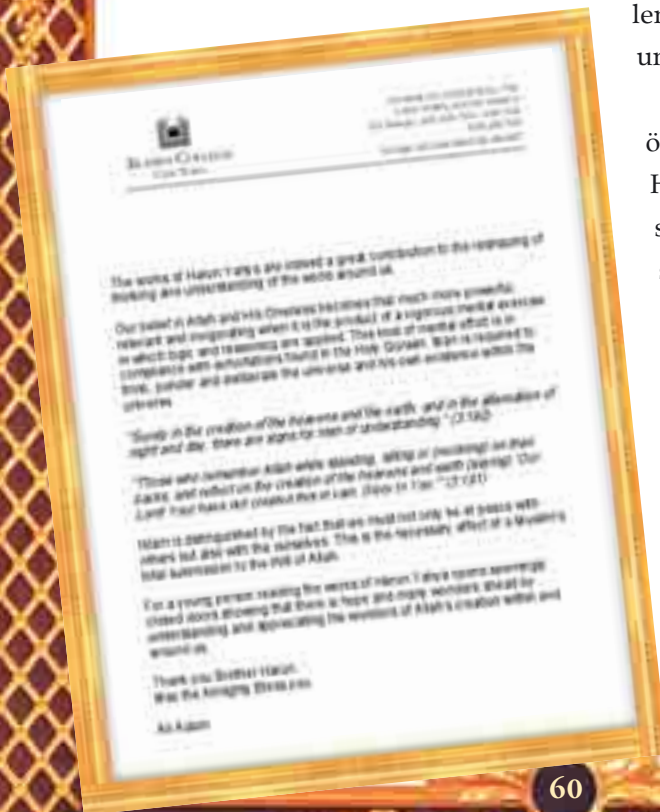 ler
un
ö
H
s
The works of Harun Yahya are indeed a great contribution to the reshaping of
thinking and understanding of the world around us.
Our belief in Allah and His Oneness becomes that much more powerful,
relevant and invigorating when it is the product of a rigorous mental exercise
in which logic and reasoning are applied. This kind of mental effort is in
compliance with exhortations found in the Holy Quraan. Man is required to
think, ponder and deliberate the universe and his own existence within the
universe.
"Surely in the creation of the heavens and the earth, and in the alternation of
night and day, there are signs for men of understanding." (3:190)
"Those who remember Allah while standing, sitting or (reclining) on their
backs, and reflect on the creation of the heavens and earth (saying) 'Our
Lord! You have not created this in vain. Glory to You.'" (3:191)
Islam is distinguished by the fact that we must not only be at peace with
others but also with the ourselves. This is the necessary effect of a Muslim's
total submission to the Will of Allah.
For a young person reading the works of Harun Yahya opens seemingly
closed doors showing that there is hope and many wonders ahead by
understanding and appreciating the wonders of Allah's creation within and
around us.
Thank you Brother Harun.
May the Almighty Bless you.
60